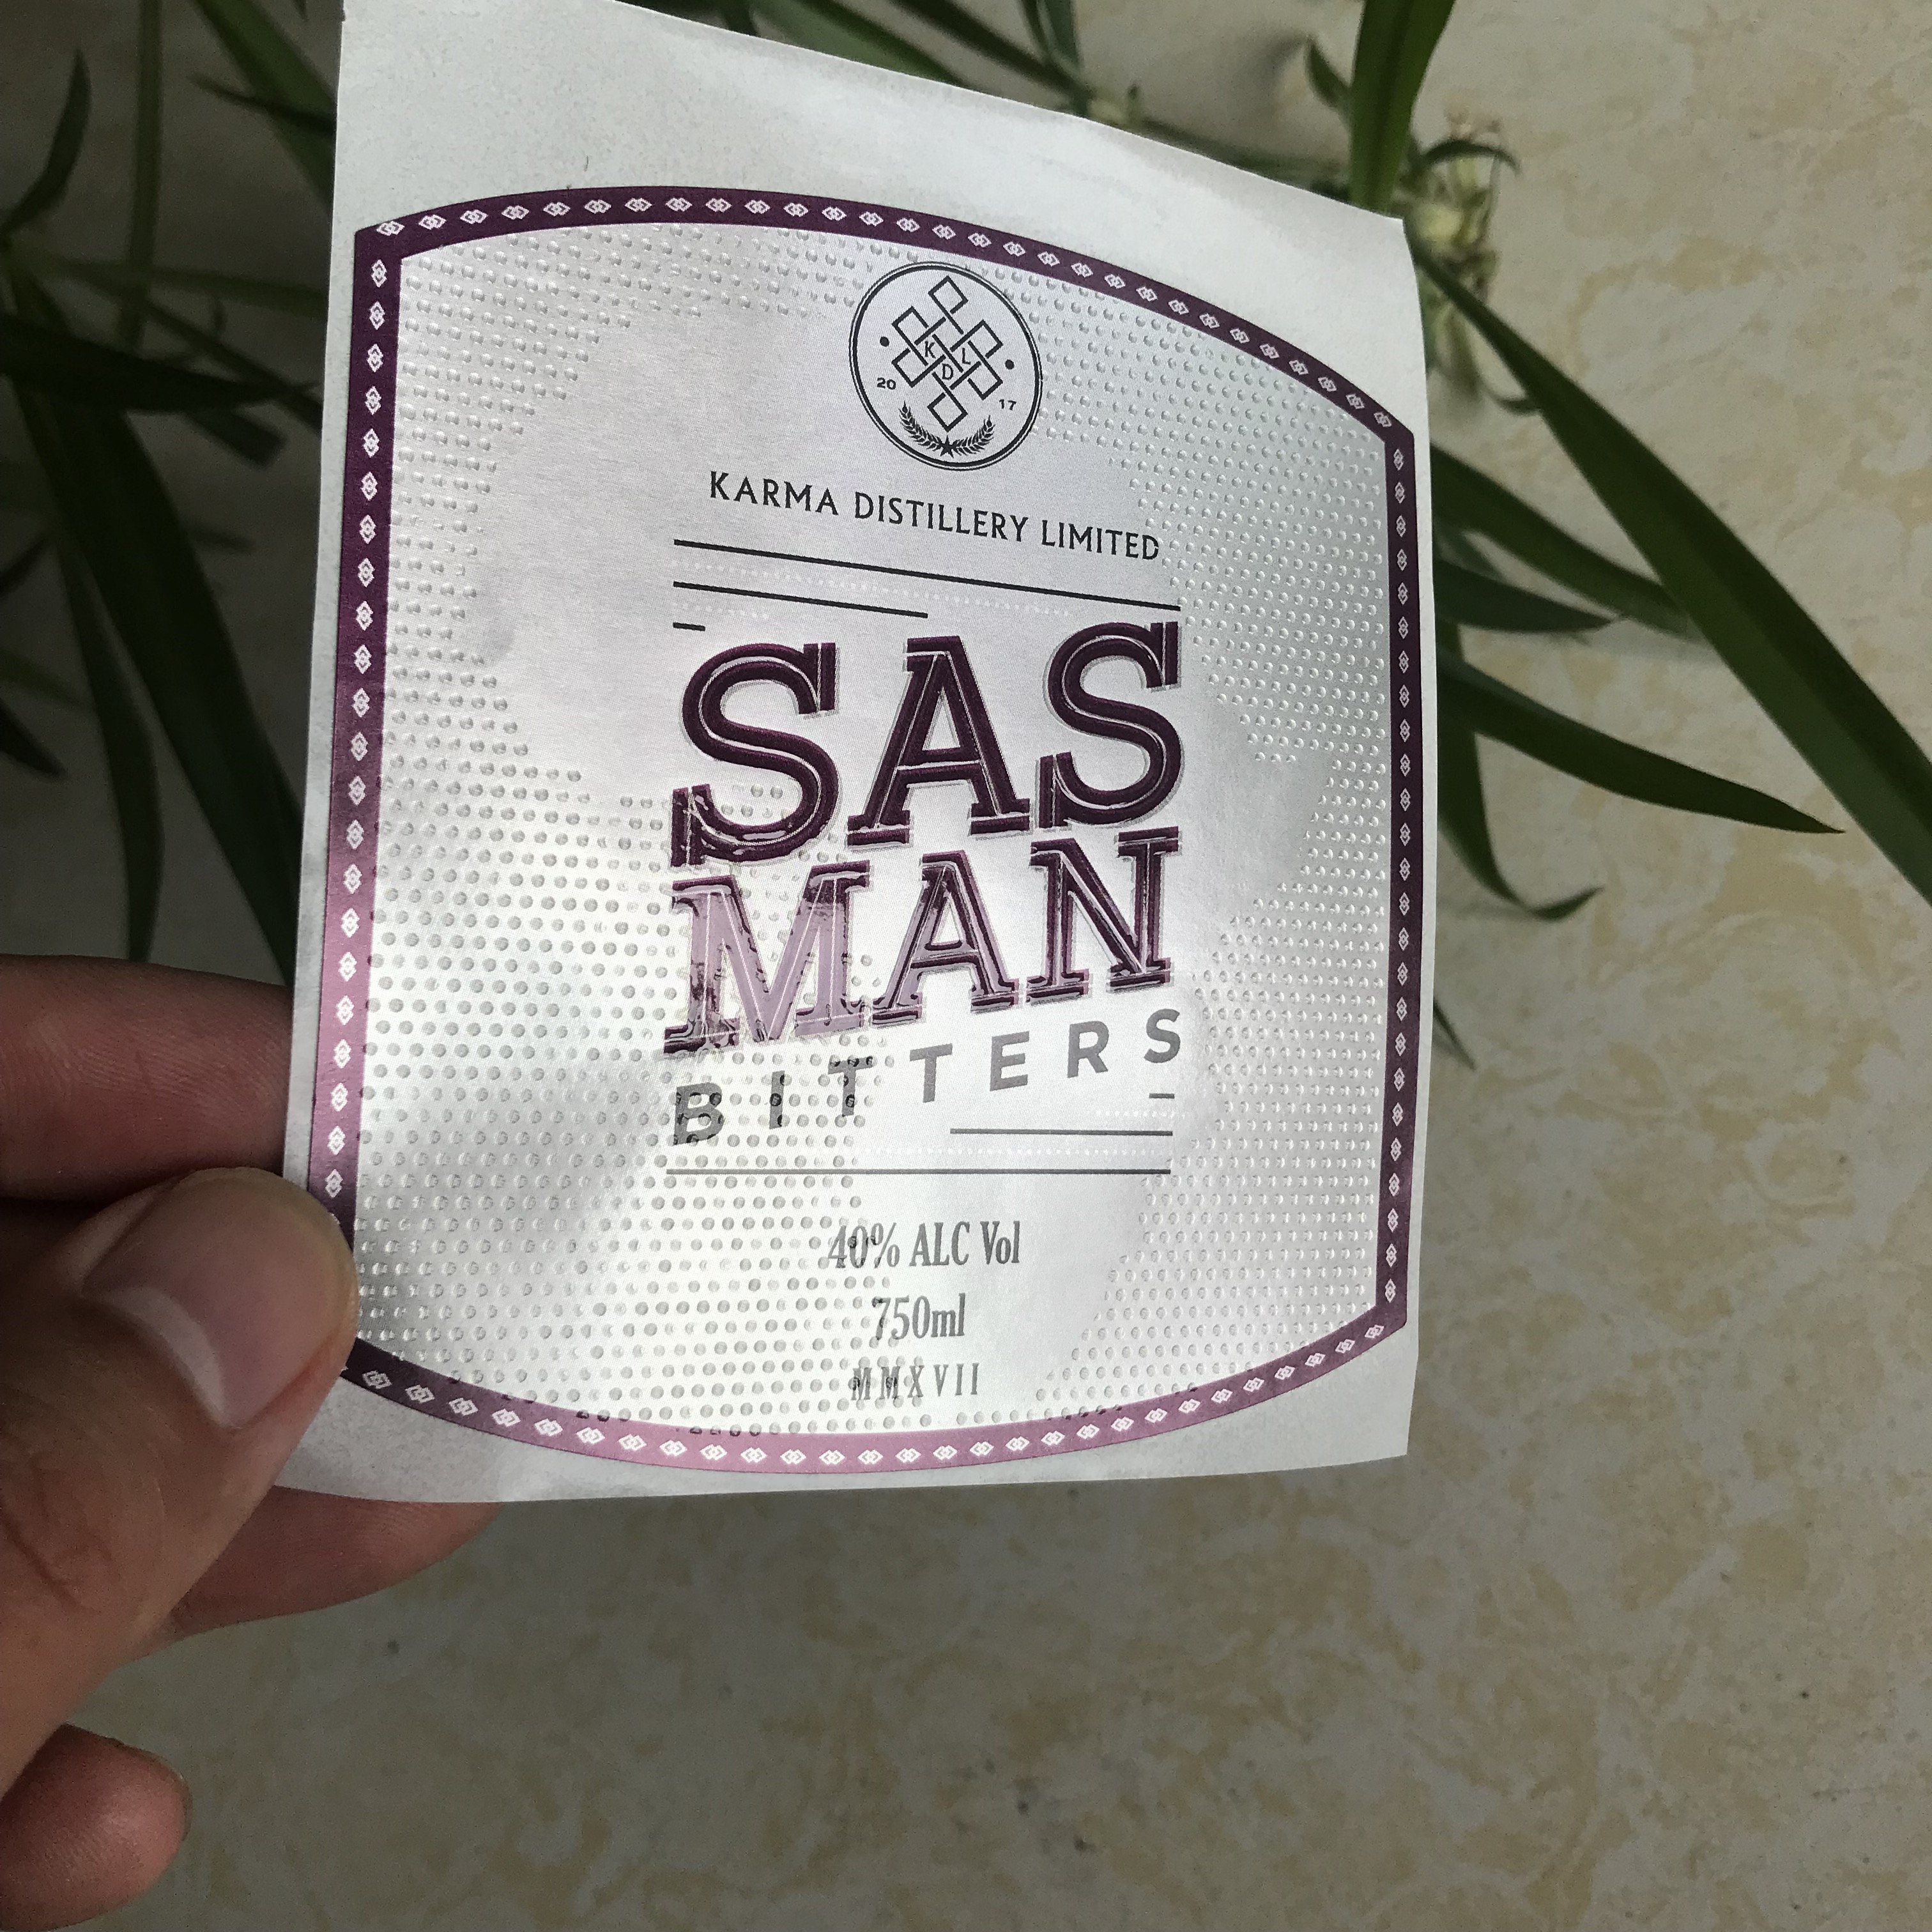 K L
D
20 17
KARMA DISTILLERY LIMITED
SAS
MAN
BITTERS
40% ALC Vol
750ml
MMXVII